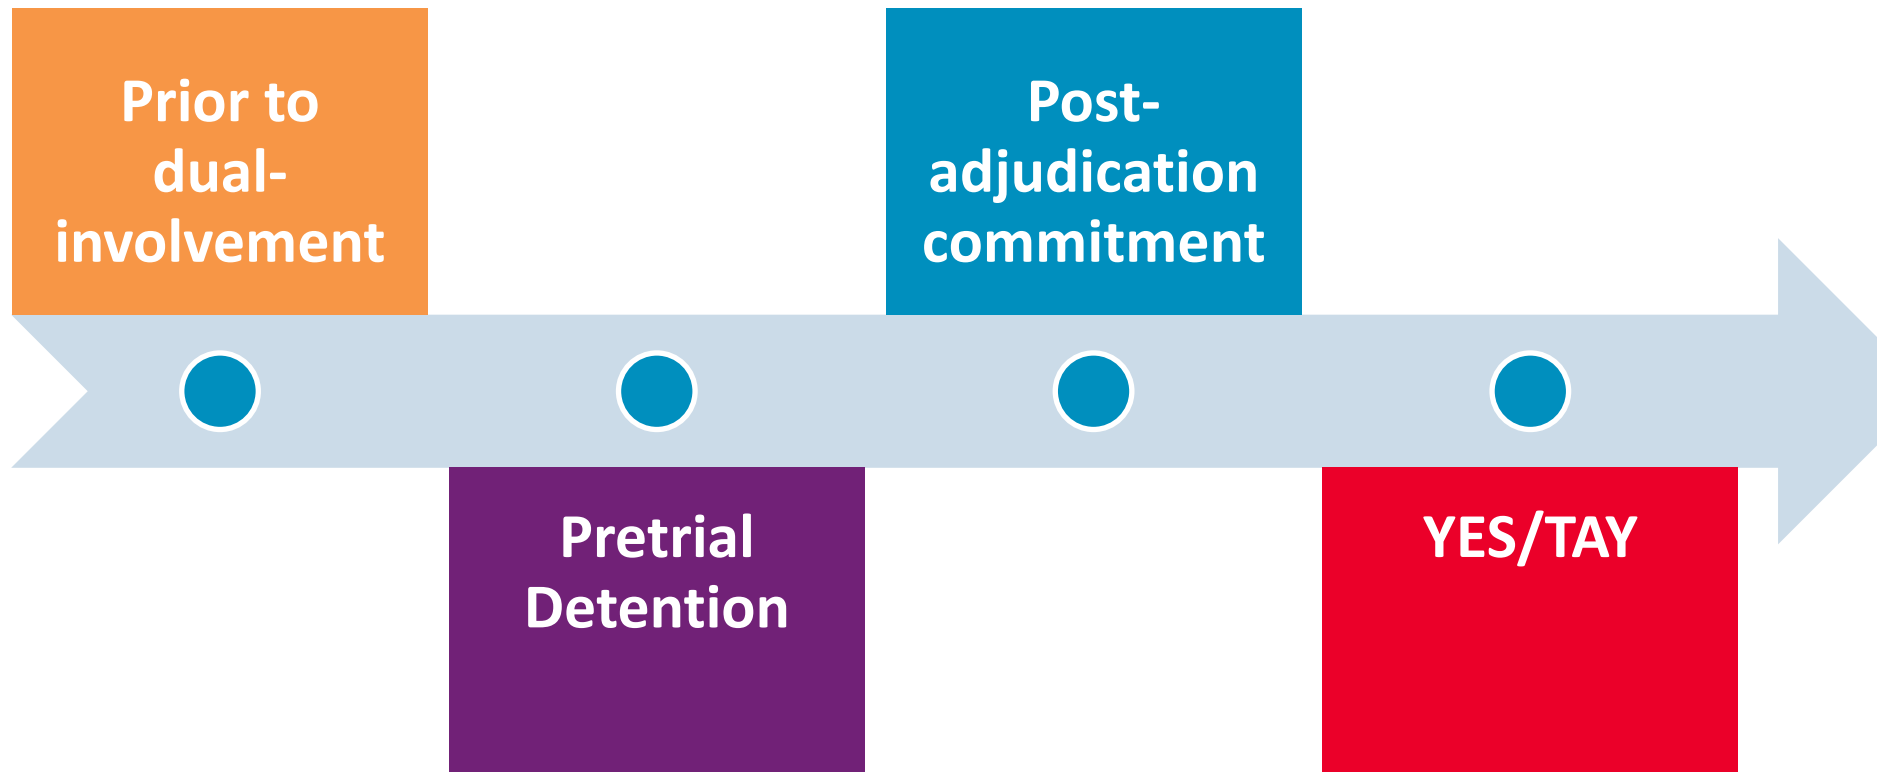 Prior to
dual-
involvement
Pretrial
Detention
Post-
adjudication
commitment
YES/TAY